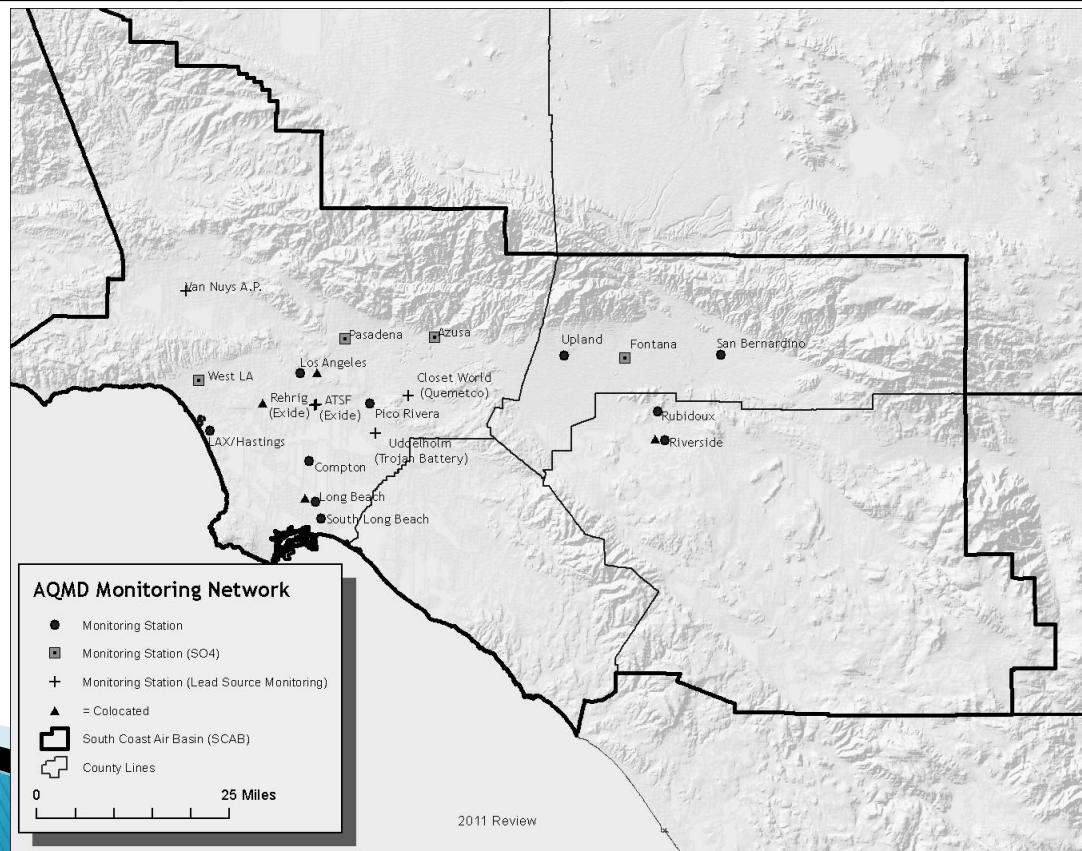 Van Nuys A.P.
Pasadena
Azusa
Upland
Fontana
San Bernardino
Los Angeles
West LA
Closet World
(Quemetco)
Rehrig
(Exide)
ATSF
(Exide)
Pico Rivera
Rubidoux
LAX/Hastings
Uddelholm
(Trojan Battery)
Riverside
Compton
Long Beach
South Long Beach
AQMD Monitoring Network
Monitoring Station
Monitoring Station (SO4)
Monitoring Station (Lead Source Monitoring)
= Colocated
South Coast Air Basin (SCAB)
County Lines
0 25 Miles
2011 Review